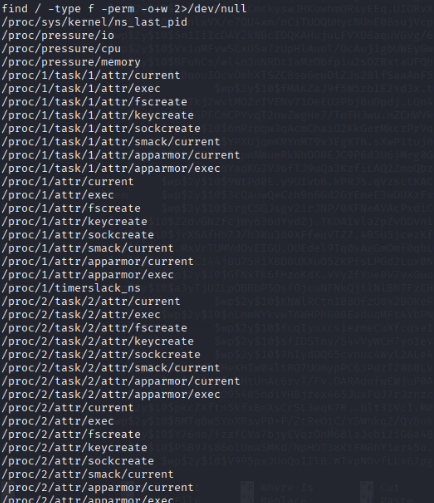 find / -type f -perm -o+w 2>/dev/null
/proc/sys/kernel/ns_last_pid
/proc/pressure/io
/proc/pressure/cpu
/proc/pressure/memory
/proc/1/task/1/attr/current
/proc/1/task/1/attr/exec
/proc/1/task/1/attr/fscreate
/proc/1/task/1/attr/keycreate
/proc/1/task/1/attr/sockcreate
/proc/1/task/1/attr/smack/current
/proc/1/task/1/attr/apparmor/current
/proc/1/task/1/attr/apparmor/exec
/proc/1/attr/current
/proc/1/attr/exec
/proc/1/attr/fscreate
/proc/1/attr/keycreate
/proc/1/attr/sockcreate
/proc/1/attr/smack/current
/proc/1/attr/apparmor/current
/proc/1/attr/apparmor/exec
/proc/1/timerslack_ns
/proc/2/task/2/attr/current
/proc/2/task/2/attr/exec
/proc/2/task/2/attr/fscreate
/proc/2/task/2/attr/keycreate
/proc/2/task/2/attr/sockcreate
/proc/2/task/2/attr/smack/current
/proc/2/task/2/attr/apparmor/current
/proc/2/task/2/attr/apparmor/exec
/proc/2/attr/current
/proc/2/attr/exec
/proc/2/attr/fscreate
/proc/2/attr/keycreate
/proc/2/attr/sockcreate
/proc/2/attr/smack/current
/proc/2/attr/apparmor/current
/proc/2/attr/apparmor/exec